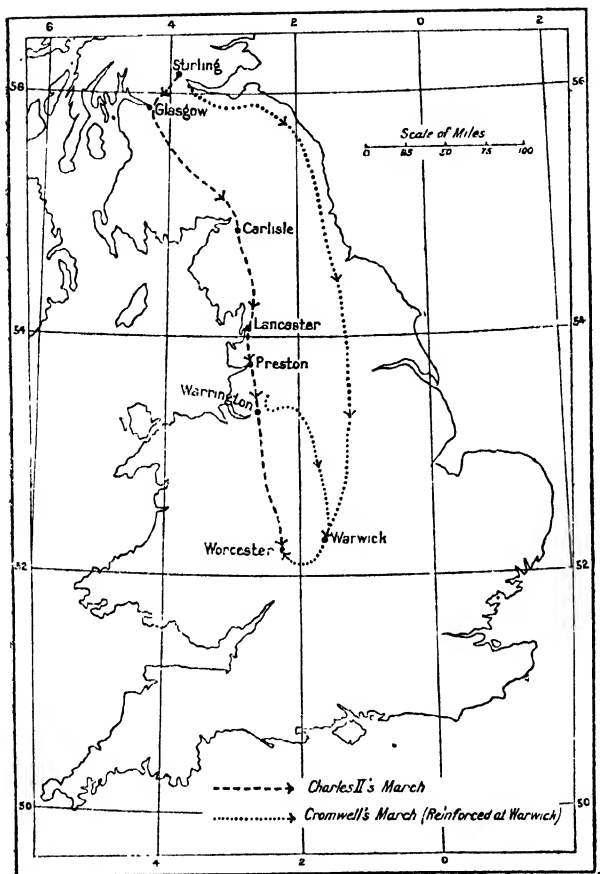 6 4 2 0 2
Stirling
56 56
Glasgow
Scale of Miles
0 25 50 75 100
Carlisle
54 54
Lancaster
Preston
Warrington
Worcester Warwick
52 52
Charles II's March
50 50
Cromwell's March (Reinforced at Warwick)
4 2 0